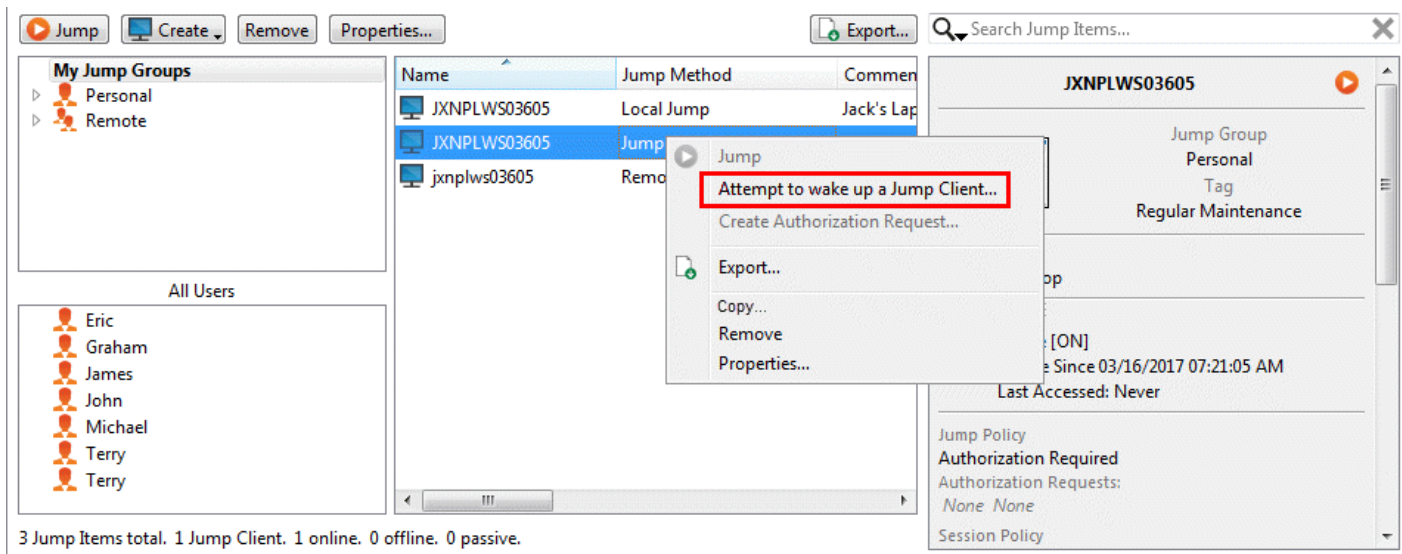 Jump
Create
Remove
Properties...
Export...
Search Jump Items...
My Jump Groups
Personal
Remote
All Users
Eric
Graham
James
John
Michael
Terry
Terry
Name Jump Method Commen
JXNPLWS03605 Local Jump Jack's Lap
JXNPLWS03605 Jump
jxnplws03605 Remo
Jump
Attempt to wake up a Jump Client...
Create Authorization Request...
Export...
Copy...
Remove
Properties...
JXNPLWS03605
Jump Group
Personal
Tag
Regular Maintenance
op
[ON]
e Since 03/16/2017 07:21:05 AM
Last Accessed: Never
Jump Policy
Authorization Required
Authorization Requests:
None None
Session Policy
3 Jump Items total. 1 Jump Client. 1 online. 0 offline. 0 passive.